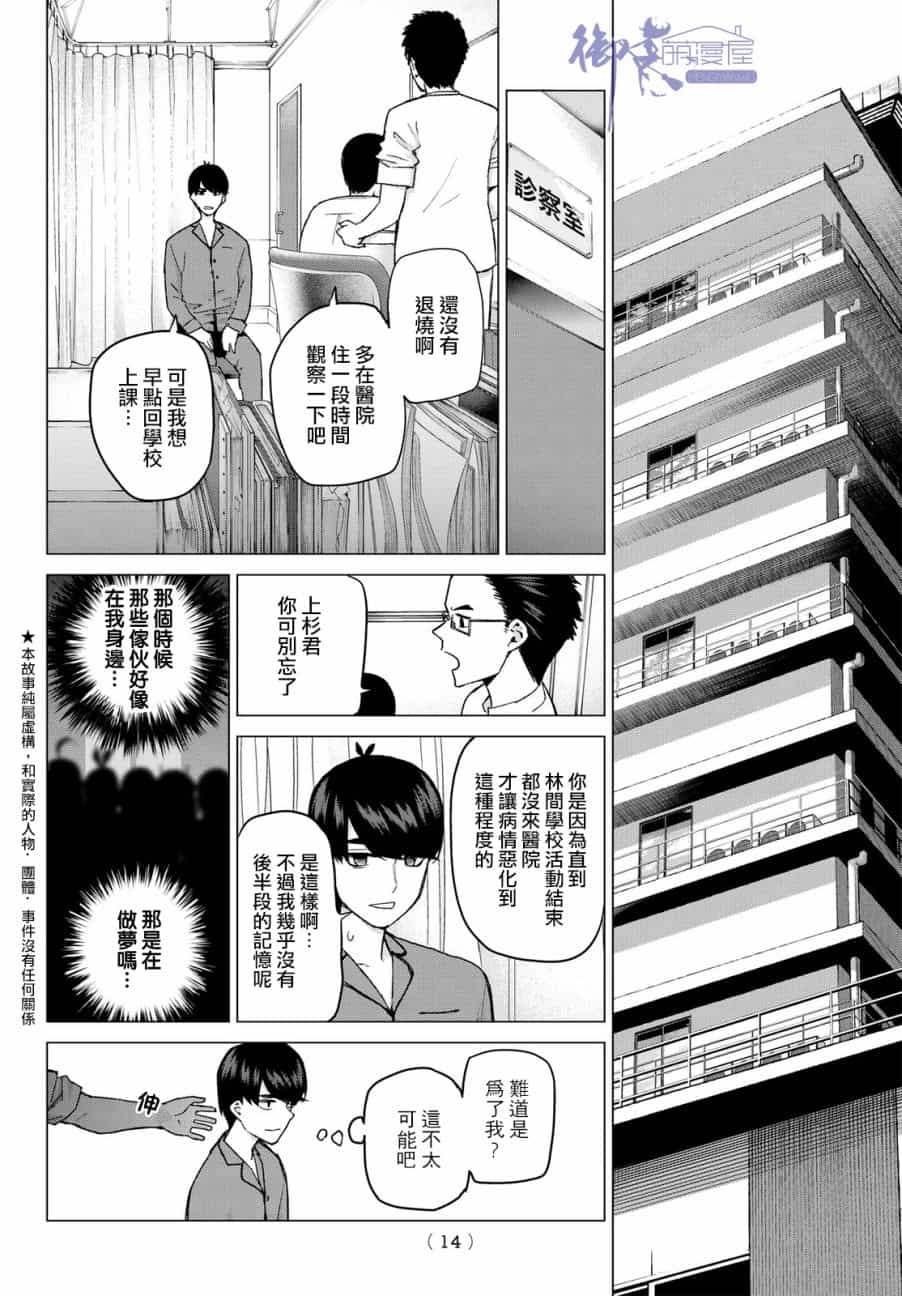 御書萌漫屋
診察室
還沒有
退燒啊
多在醫院
住一段時間
觀察一下吧
可是我想
早點回學校
上課…
上杉君
你可別忘了
那個時候
那些傢伙好像
在我身邊…
你是因為直到
林間學校活動結束
都沒來醫院
才讓病情惡化到
這種程度的
是這樣啊…
不過我幾乎沒有
後半段的記憶呢
那是在
做夢嗎…
難道是
爲了我?
這不太
可能吧
伸
★本故事純屬虛構，和實際的人物．團體．事件沒有任何關係
(14)